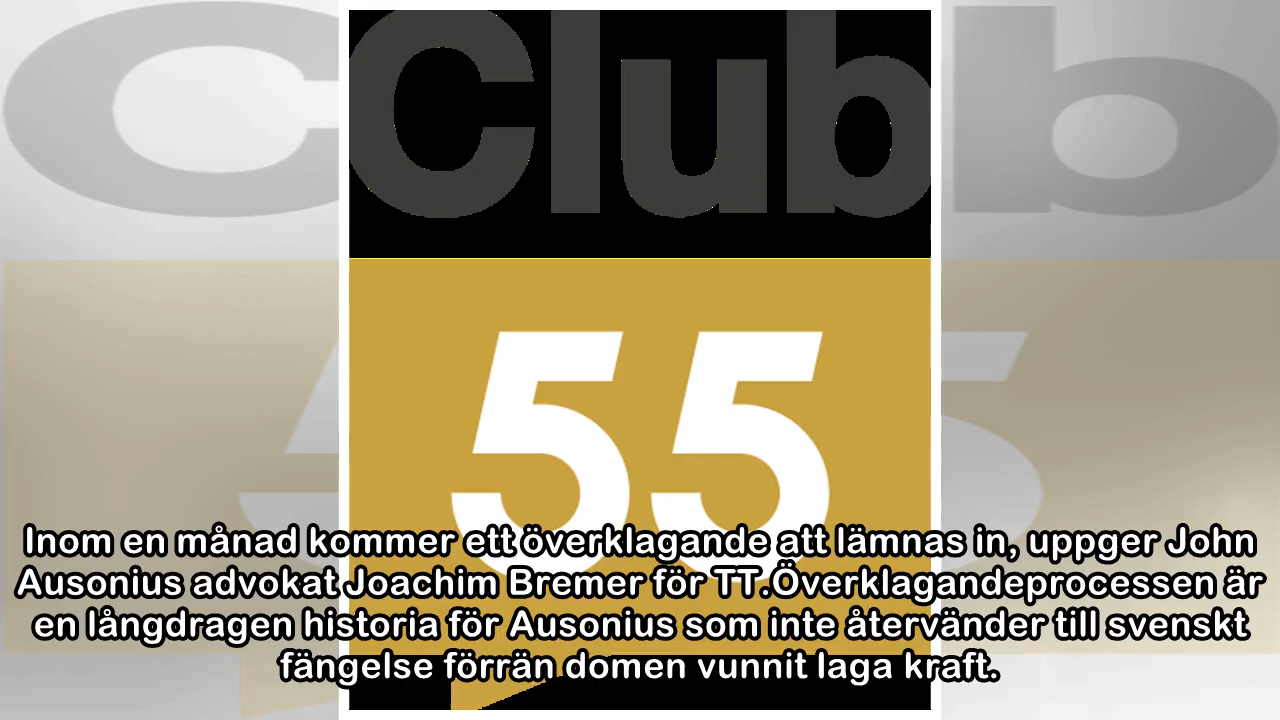 Club
55
Inom en månad kommer ett överklagande att lämnas in, uppger John
Ausonius advokat Joachim Bremer för TT.Överklagandeprocessen är
en långdragen historia för Ausonius som inte återvänder till svenskt
fängelse förrän domen vunnit laga kraft.